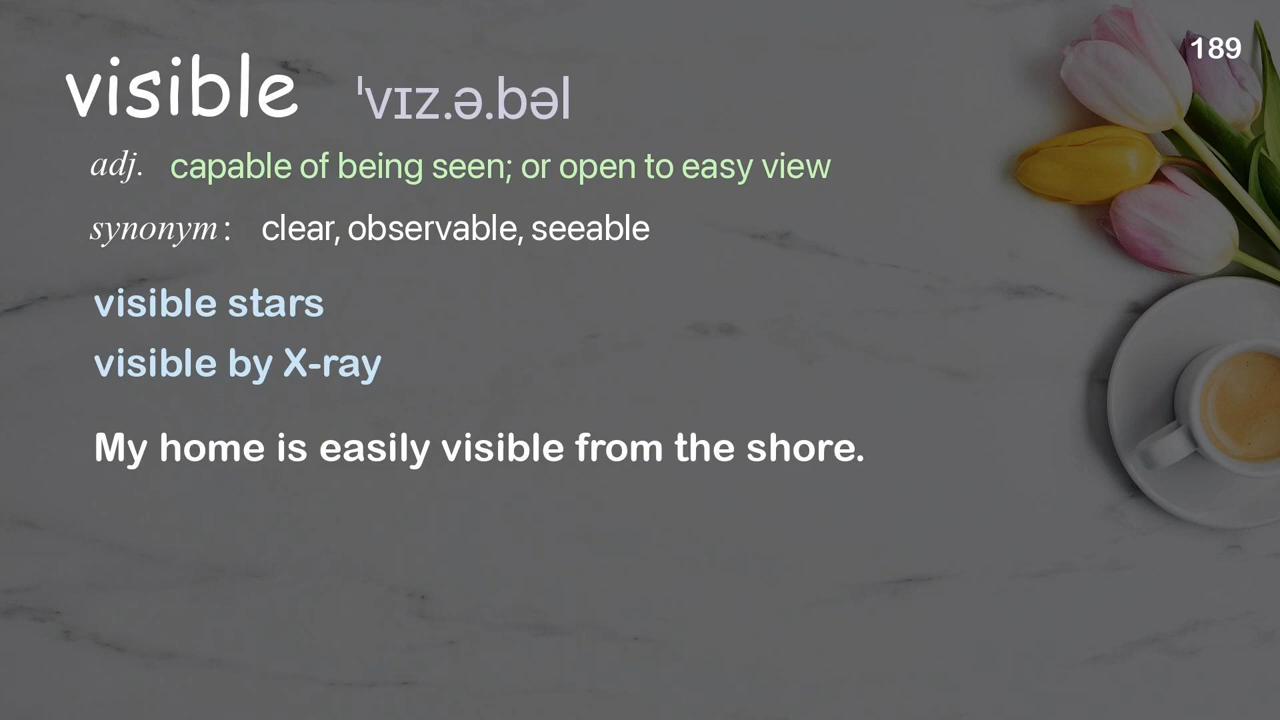 189
visible ˈvɪz.ə.bəl
adj. capable of being seen; or open to easy view
synonym: clear, observable, seeable
visible stars
visible by X-ray
My home is easily visible from the shore.